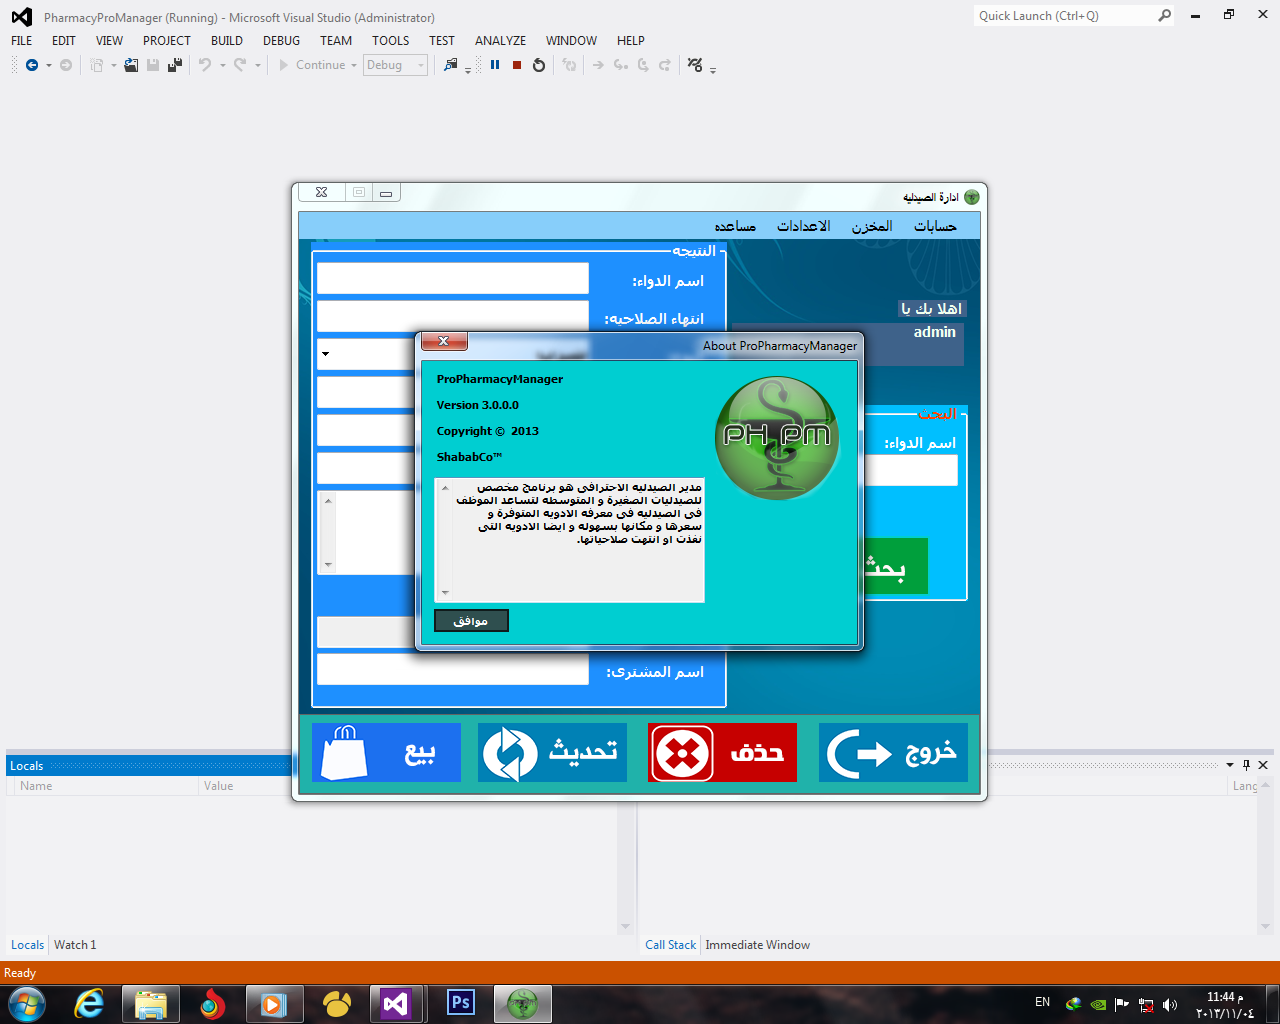 PharmacyProManager (Running) - Microsoft Visual Studio (Administrator)
Quick Launch (Ctrl+Q)
FILE EDIT VIEW PROJECT BUILD DEBUG TEAM TOOLS TEST ANALYZE WINDOW HELP
Continue Debug
ادارة الصيدليه
حسابات المخزن الاعدادات مساعده
النتيجه
اسم الدواء:
انتهاء الصلاحيه:
اهلا بك يا
admin
البحث
اسم الدواء:
بحث
About ProPharmacyManager
ProPharmacyManager
Version 3.0.0.0
Copyright © 2013
ShababCo™
PH PM
مدير الصيدليه الاحترافى هو برنامج مخصص
للصيدليات الصغيرة و المتوسطه لتساعد الموظف
فى الصيدليه فى معرفه الادويه المتوفرة و
سعرها و مكانها بسهوله و ايضا الادويه التى
نفذت او انتهت صلاحياتها.
موافق
اسم المشترى:
خروج
حذف
تحديث
بيع
Locals
Name Value
Lang
Locals Watch 1
Call Stack Immediate Window
Ready
Ps
EN
11:44 م
٢٠١٣/١١/٠٤